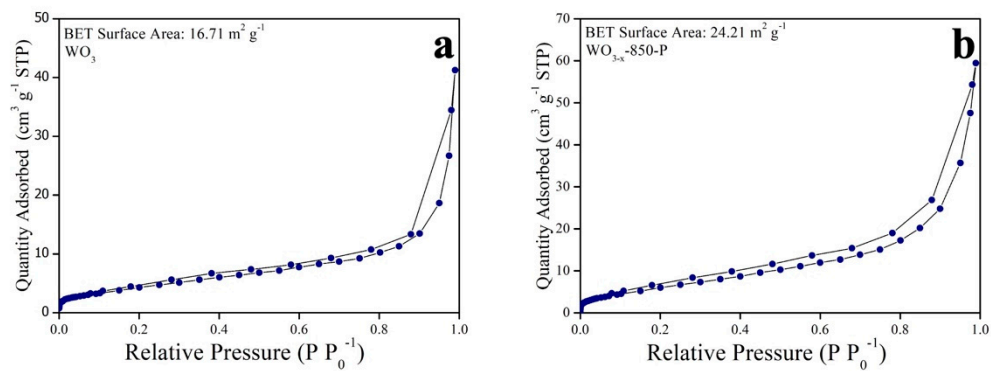 50
40
30
20
10
0
Quantity Adsorbed (cm³ g⁻¹ STP)
BET Surface Area: 16.71 m² g⁻¹
WO₃
a
0.0 0.2 0.4 0.6 0.8 1.0
Relative Pressure (P P₀⁻¹)
70
60
50
40
30
20
10
0
Quantity Adsorbed (cm³ g⁻¹ STP)
BET Surface Area: 24.21 m² g⁻¹
WO₃₋ₓ-850-P
b
0.0 0.2 0.4 0.6 0.8 1.0
Relative Pressure (P P₀⁻¹)